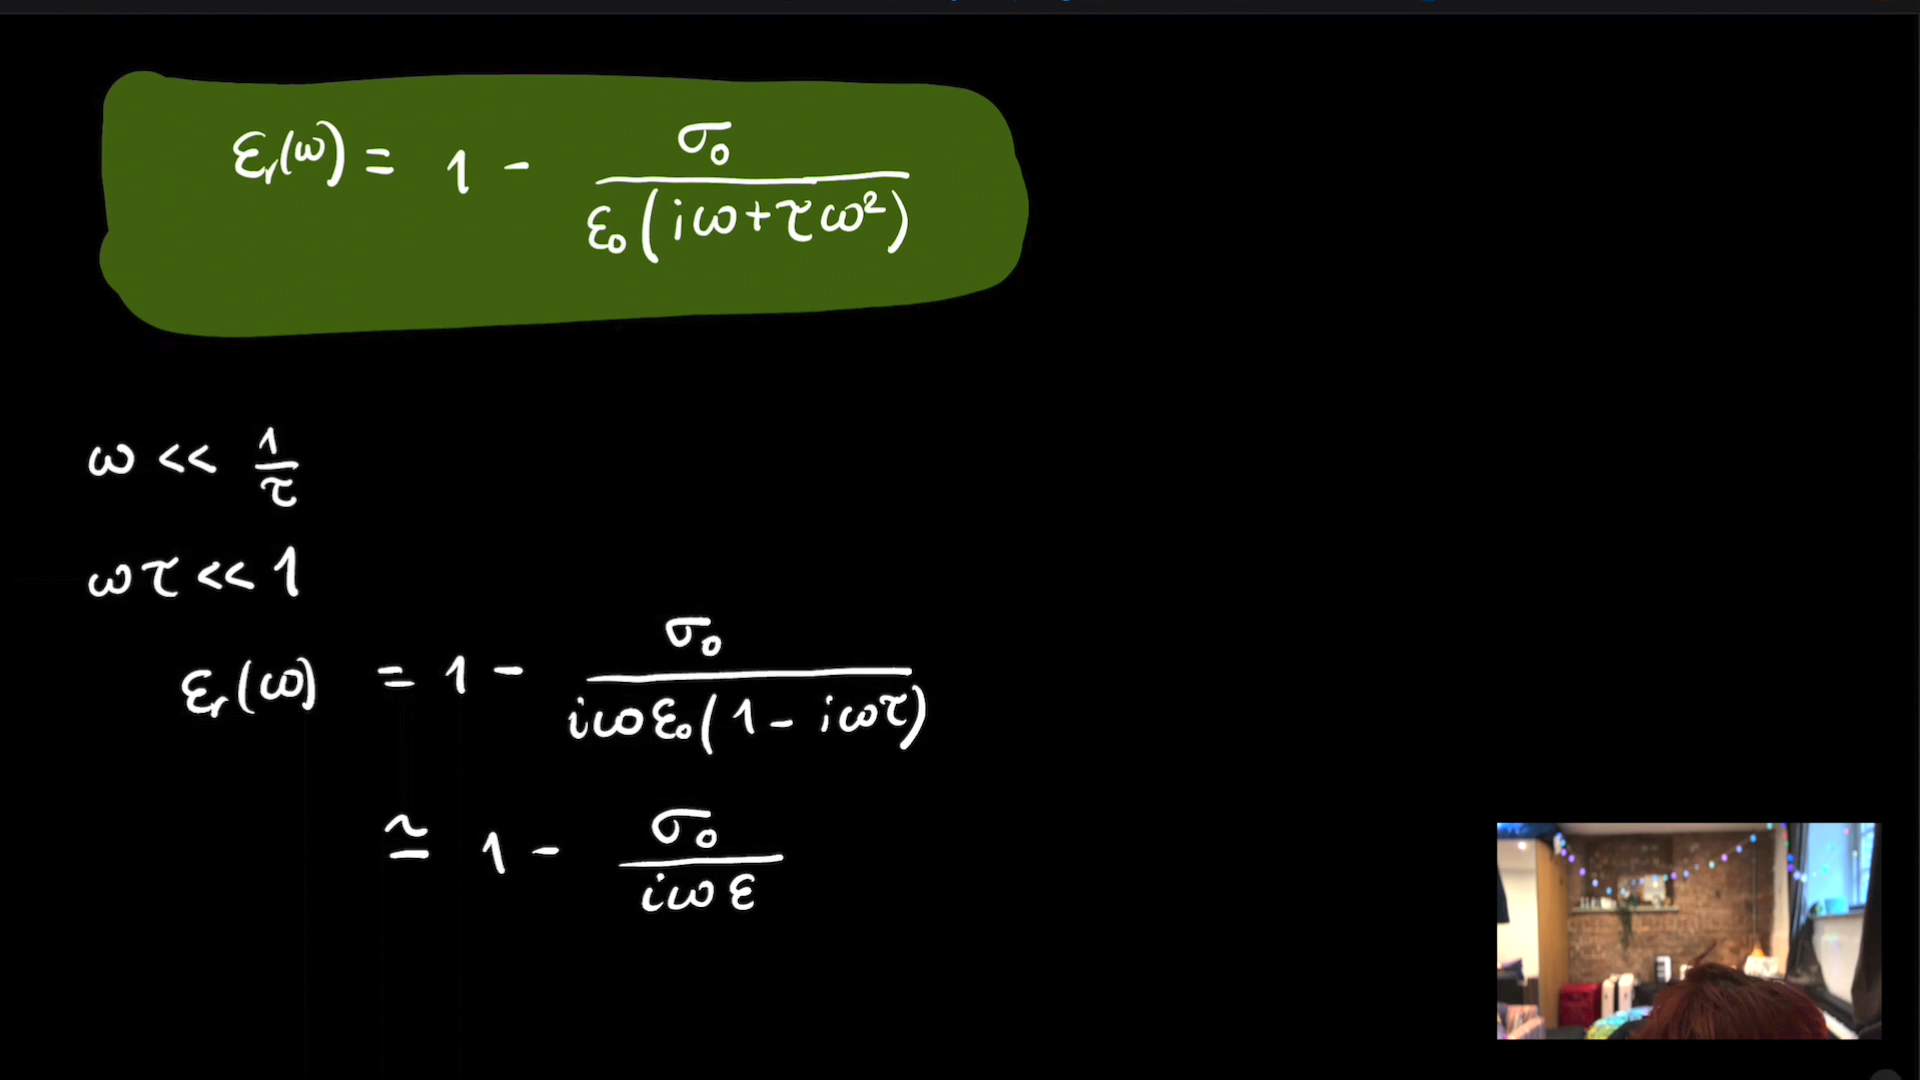 εᵣ(ω) = 1 - σ₀ / ε₀(iω+τω²)
ω << 1/τ
ωτ << 1
εᵣ(ω) = 1 - σ₀ / iωε₀(1 - iωτ)
≃ 1 - σ₀ / iωε